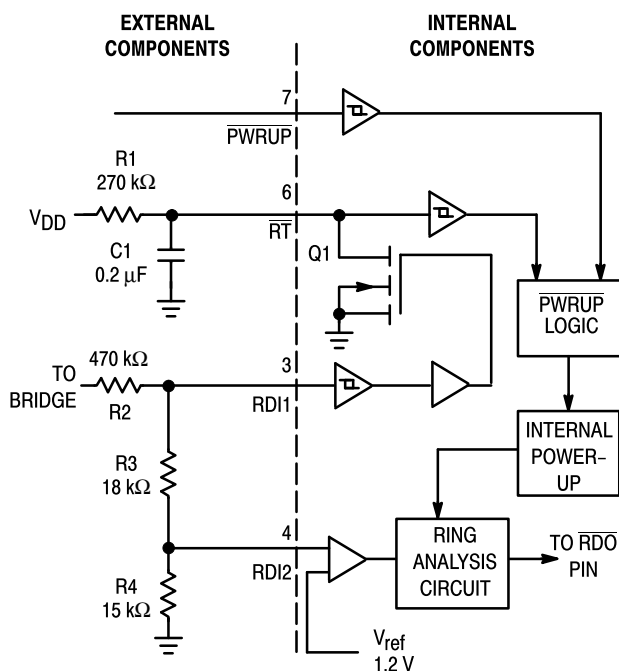 EXTERNAL
COMPONENTS
INTERNAL
COMPONENTS
7
PWRUP
R1
270 kΩ
6
VDD
RT
C1
0.2 μF
Q1
PWRUP
LOGIC
470 kΩ
3
TO
BRIDGE
R2
RDI1
INTERNAL
POWER–
UP
R3
18 kΩ
4
RDI2
RING
ANALYSIS
CIRCUIT
TO RDO
PIN
R4
15 kΩ
Vref
1.2 V